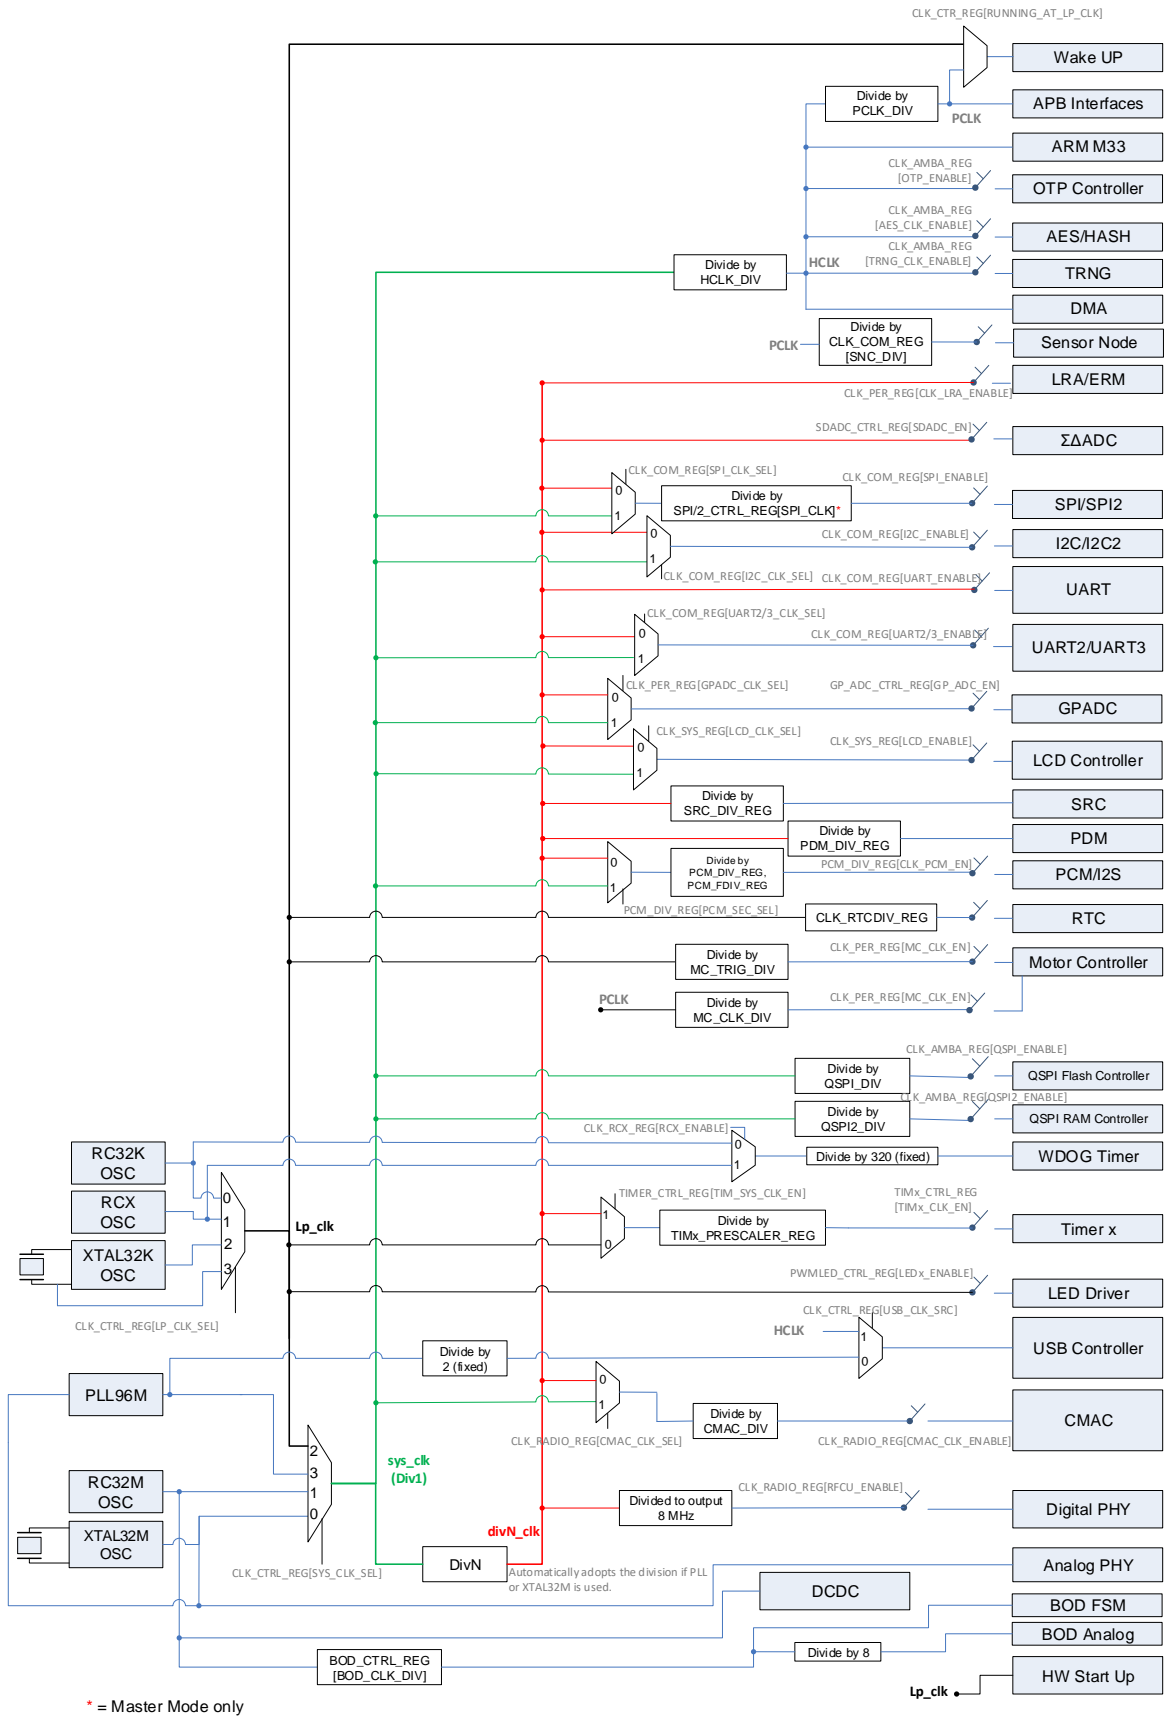 CLK_CTR_REG[RUNNING_AT_LP_CLK]
Wake UP
Divide by
PCLK_DIV
PCLK
APB Interfaces
ARM M33
CLK_AMBA_REG
[OTP_ENABLE]
OTP Controller
CLK_AMBA_REG
[AES_CLK_ENABLE]
AES/HASH
Divide by
HCLK_DIV
HCLK
CLK_AMBA_REG
[TRNG_CLK_ENABLE]
TRNG
DMA
PCLK
Divide by
CLK_COM_REG
[SNC_DIV]
Sensor Node
LRA/ERM
CLK_PER_REG[CLK_LRA_ENABLE]
SDADC_CTRL_REG[SDADC_EN]
ΣΔADC
CLK_COM_REG[SPI_CLK_SEL]
0
1
Divide by
SPI/2_CTRL_REG[SPI_CLK]*
CLK_COM_REG[SPI_ENABLE]
SPI/SPI2
0
1
CLK_COM_REG[I2C_ENABLE]
I2C/I2C2
CLK_COM_REG[I2C_CLK_SEL]
CLK_COM_REG[UART_ENABLE]
UART
CLK_COM_REG[UART2/3_CLK_SEL]
0
1
CLK_COM_REG[UART2/3_ENABLE]
UART2/UART3
CLK_PER_REG[GPADC_CLK_SEL]
0
1
GP_ADC_CTRL_REG[GP_ADC_EN]
GPADC
CLK_SYS_REG[LCD_CLK_SEL]
0
1
CLK_SYS_REG[LCD_ENABLE]
LCD Controller
Divide by
SRC_DIV_REG
SRC
Divide by
PDM_DIV_REG
PDM
0
1
Divide by
PCM_DIV_REG,
PCM_FDIV_REG
PCM_DIV_REG[CLK_PCM_EN]
PCM/I2S
PCM_DIV_REG[PCM_SEC_SEL]
CLK_RTCDIV_REG
RTC
Divide by
MC_TRIG_DIV
CLK_PER_REG[MC_CLK_EN]
Motor Controller
PCLK
Divide by
MC_CLK_DIV
CLK_PER_REG[MC_CLK_EN]
CLK_AMBA_REG[QSPI_ENABLE]
Divide by
QSPI_DIV
QSPI Flash Controller
CLK_AMBA_REG[QSPI2_ENABLE]
Divide by
QSPI2_DIV
QSPI RAM Controller
CLK_RCX_REG[RCX_ENABLE]
0
1
Divide by 320 (fixed)
WDOG Timer
RC32K
OSC
RCX
OSC
XTAL32K
OSC
0
1
2
3
Lp_clk
CLK_CTRL_REG[LP_CLK_SEL]
TIMER_CTRL_REG[TIM_SYS_CLK_EN]
1
0
Divide by
TIMx_PRESCALER_REG
TIMx_CTRL_REG
[TIMx_CLK_EN]
Timer x
PWMLED_CTRL_REG[LEDx_ENABLE]
LED Driver
CLK_CTRL_REG[USB_CLK_SRC]
HCLK
1
0
USB Controller
Divide by
2 (fixed)
PLL96M
0
1
Divide by
CMAC_DIV
CMAC
CLK_RADIO_REG[CMAC_CLK_SEL]
CLK_RADIO_REG[CMAC_CLK_ENABLE]
2
3
1
0
sys_clk
(Div1)
RC32M
OSC
XTAL32M
OSC
CLK_CTRL_REG[SYS_CLK_SEL]
Divided to output
8 MHz
CLK_RADIO_REG[RFCU_ENABLE]
Digital PHY
divN_clk
DivN
Automatically adopts the division if PLL
or XTAL32M is used.
Analog PHY
DCDC
BOD FSM
BOD Analog
Divide by 8
BOD_CTRL_REG
[BOD_CLK_DIV]
HW Start Up
Lp_clk
* = Master Mode only